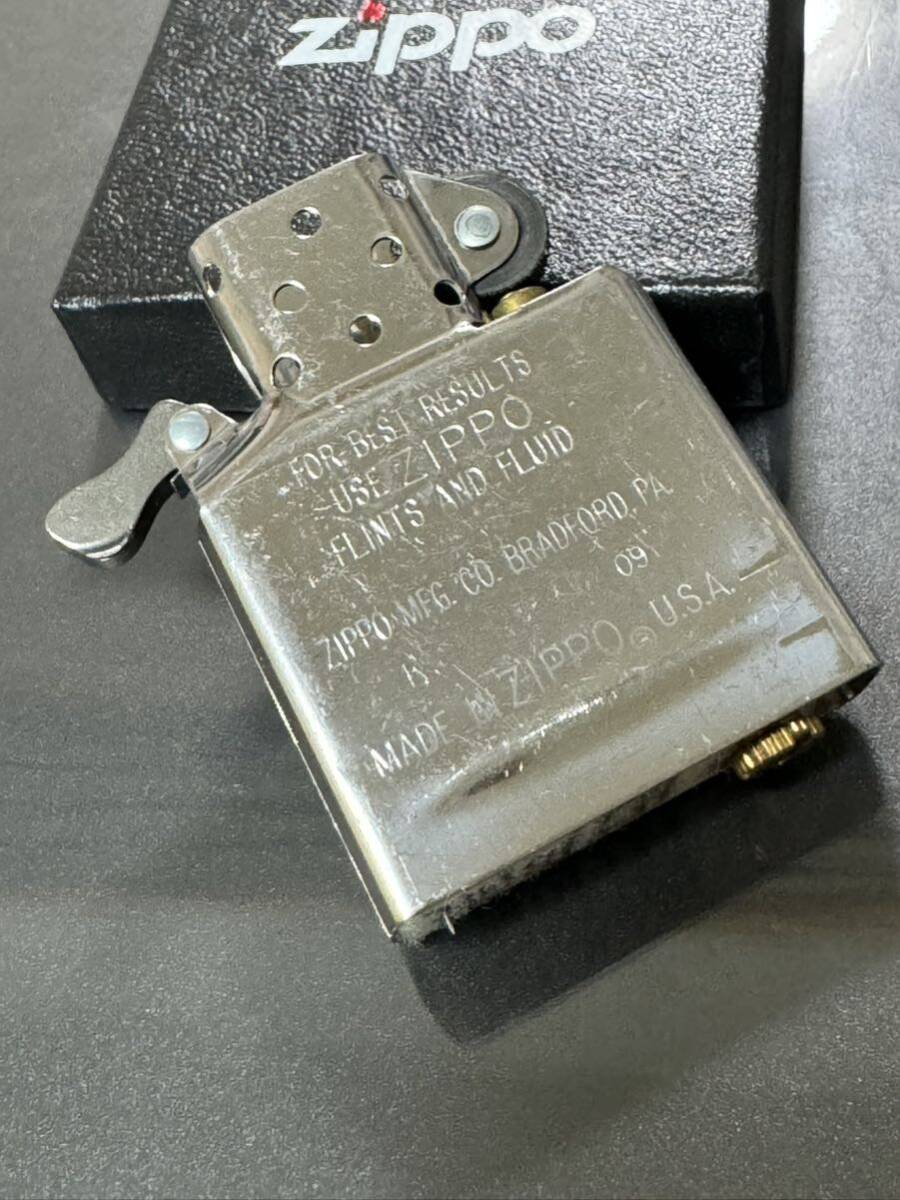 zippo
FOR BEST RESULTS
USE ZIPPO
FLINTS AND FLUID
ZIPPO MFG. CO. BRADFORD, PA.
09
MADE IN ZIPPO ® U.S.A.